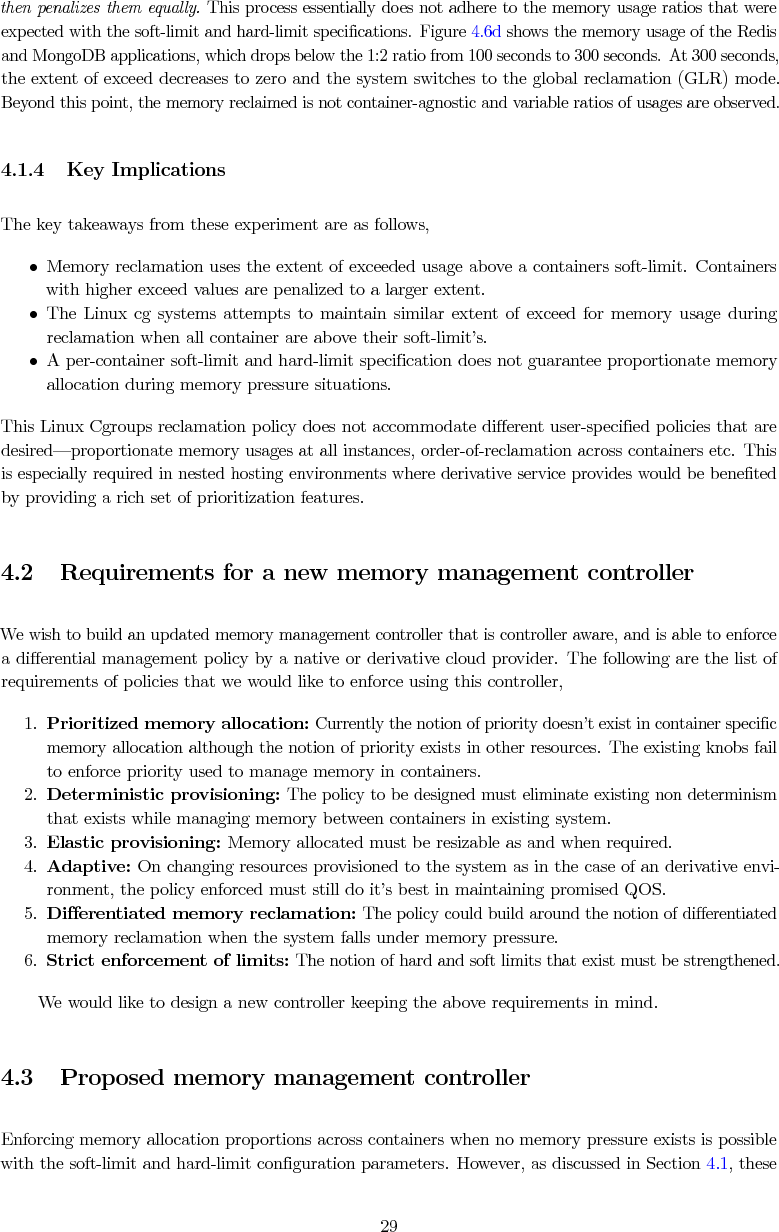 then penalizes them equally. This process essentially does not adhere to the memory usage ratios that were
expected with the soft-limit and hard-limit specifications. Figure 4.6d shows the memory usage of the Redis
and MongoDB applications, which drops below the 1:2 ratio from 100 seconds to 300 seconds. At 300 seconds,
the extent of exceed decreases to zero and the system switches to the global reclamation (GLR) mode.
Beyond this point, the memory reclaimed is not container-agnostic and variable ratios of usages are observed.
4.1.4 Key Implications
The key takeaways from these experiment are as follows,
• Memory reclamation uses the extent of exceeded usage above a containers soft-limit. Containers
with higher exceed values are penalized to a larger extent.
• The Linux cg systems attempts to maintain similar extent of exceed for memory usage during
reclamation when all container are above their soft-limit's.
• A per-container soft-limit and hard-limit specification does not guarantee proportionate memory
allocation during memory pressure situations.
This Linux Cgroups reclamation policy does not accommodate different user-specified policies that are
desired—proportionate memory usages at all instances, order-of-reclamation across containers etc. This
is especially required in nested hosting environments where derivative service provides would be benefited
by providing a rich set of prioritization features.
4.2 Requirements for a new memory management controller
We wish to build an updated memory management controller that is controller aware, and is able to enforce
a differential management policy by a native or derivative cloud provider. The following are the list of
requirements of policies that we would like to enforce using this controller,
1. Prioritized memory allocation: Currently the notion of priority doesn't exist in container specific
memory allocation although the notion of priority exists in other resources. The existing knobs fail
to enforce priority used to manage memory in containers.
2. Deterministic provisioning: The policy to be designed must eliminate existing non determinism
that exists while managing memory between containers in existing system.
3. Elastic provisioning: Memory allocated must be resizable as and when required.
4. Adaptive: On changing resources provisioned to the system as in the case of an derivative envi-
ronment, the policy enforced must still do it's best in maintaining promised QOS.
5. Differentiated memory reclamation: The policy could build around the notion of differentiated
memory reclamation when the system falls under memory pressure.
6. Strict enforcement of limits: The notion of hard and soft limits that exist must be strengthened.
We would like to design a new controller keeping the above requirements in mind.
4.3 Proposed memory management controller
Enforcing memory allocation proportions across containers when no memory pressure exists is possible
with the soft-limit and hard-limit configuration parameters. However, as discussed in Section 4.1, these
29